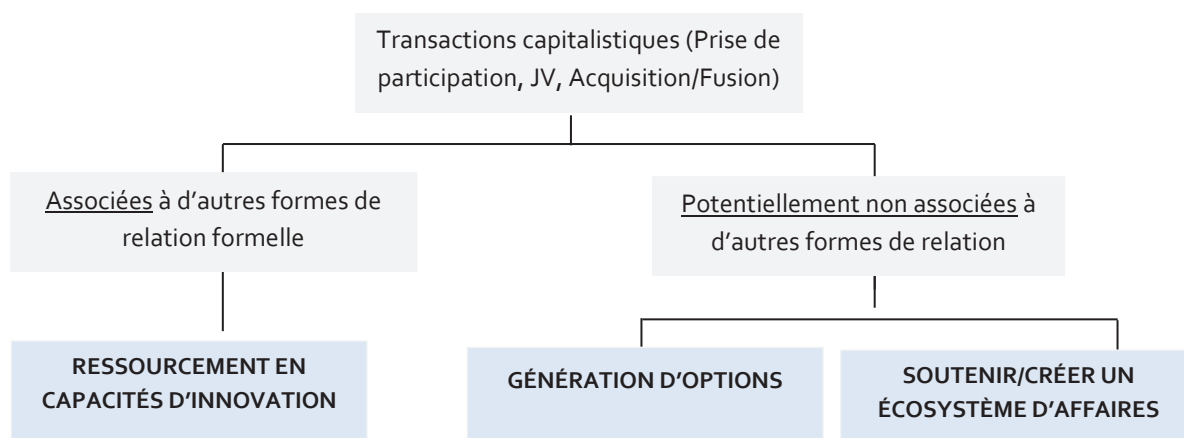 Transactions capitalistiques (Prise de
participation, JV, Acquisition/Fusion)
Associées à d'autres formes de
relation formelle
Potentiellement non associées à
d'autres formes de relation
RESSOURCEMENT EN
CAPACITÉS D'INNOVATION
GÉNÉRATION D'OPTIONS
SOUTENIR/CRÉER UN
ÉCOSYSTÈME D'AFFAIRES